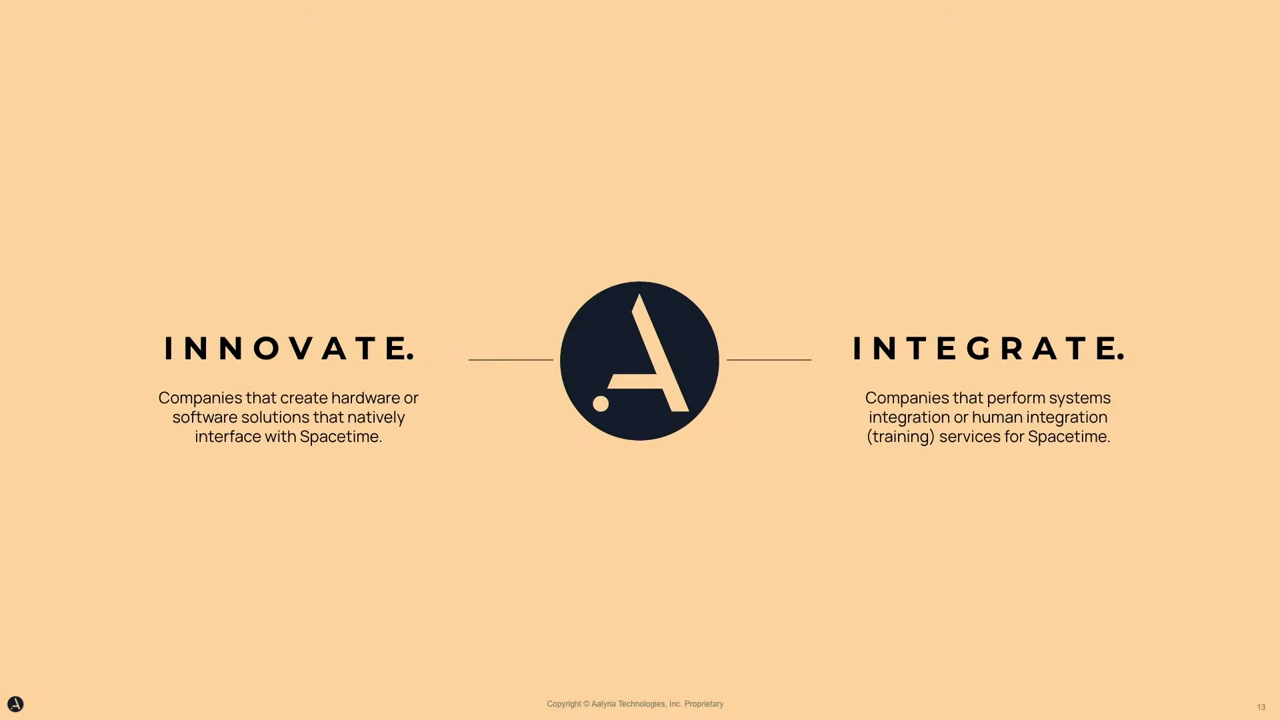 INNOVATE.
Companies that create hardware or
software solutions that natively
interface with Spacetime.
A
INTEGRATE.
Companies that perform systems
integration or human integration
(training) services for Spacetime.
A
Copyright © Aalyria Technologies, Inc. Proprietary
13